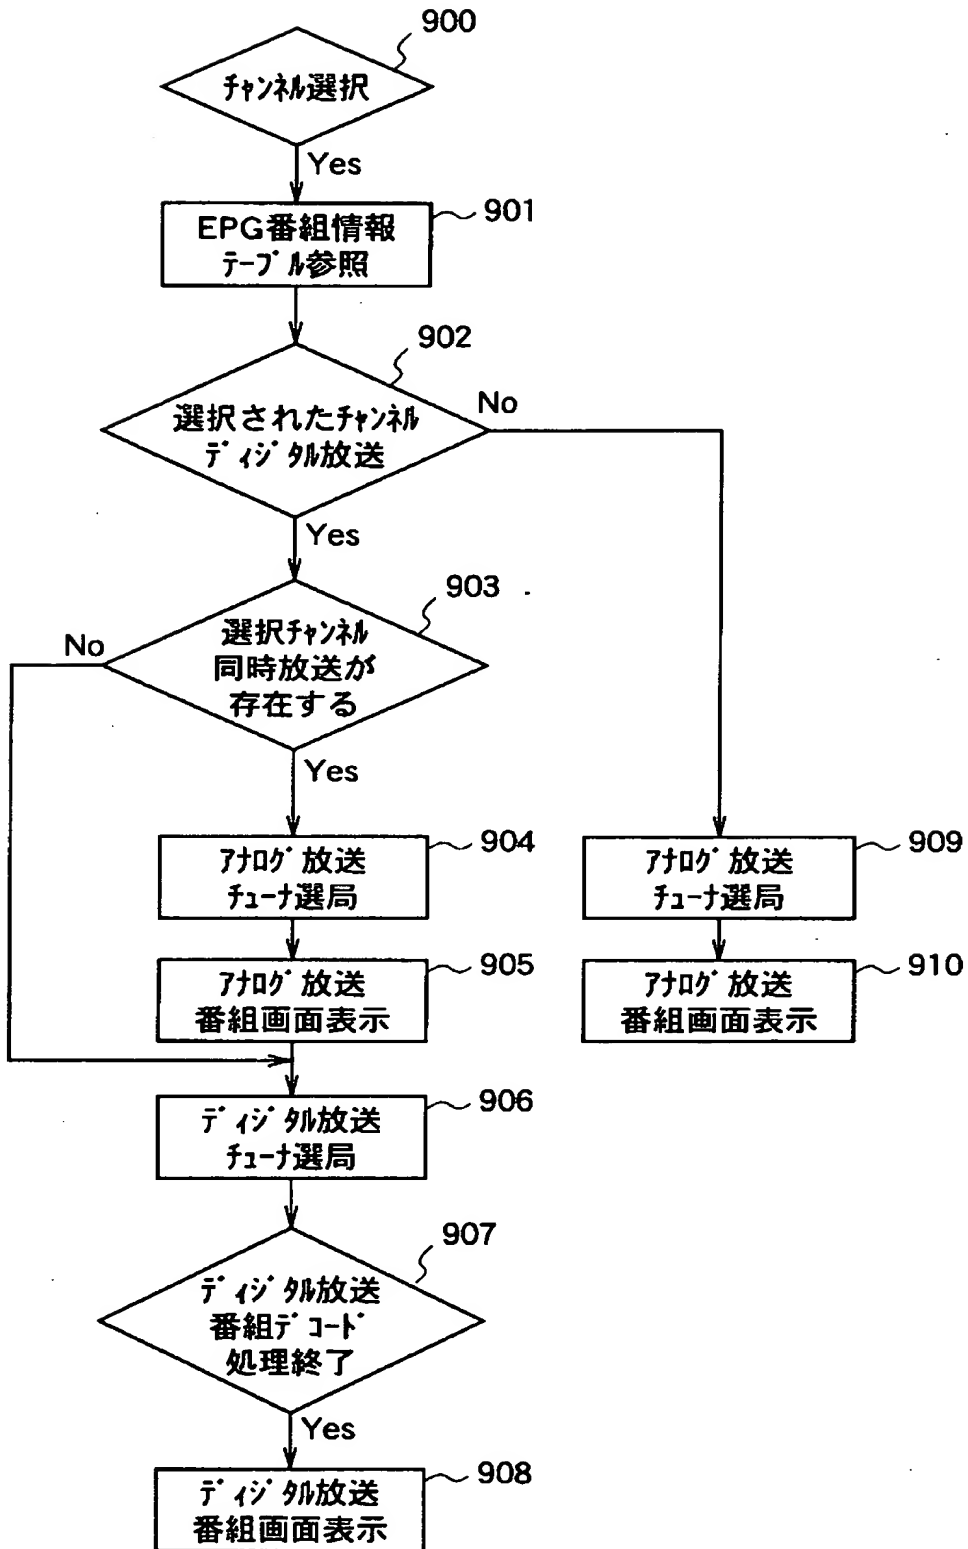 900
ﾁｬﾝﾈﾙ選択
Yes
901
EPG番組情報
ﾃｰﾌﾞﾙ参照
902
選択されたﾁｬﾝﾈﾙ
ﾃﾞｨｼﾞﾀﾙ放送
No
Yes
903
選択ﾁｬﾝﾈﾙ
同時放送が
存在する
No
Yes
904
ｱﾅﾛｸﾞ放送
ﾁｭｰﾅ選局
909
ｱﾅﾛｸﾞ放送
ﾁｭｰﾅ選局
905
ｱﾅﾛｸﾞ放送
番組画面表示
910
ｱﾅﾛｸﾞ放送
番組画面表示
906
ﾃﾞｨｼﾞﾀﾙ放送
ﾁｭｰﾅ選局
907
ﾃﾞｨｼﾞﾀﾙ放送
番組ﾃﾞｺｰﾄﾞ
処理終了
Yes
908
ﾃﾞｨｼﾞﾀﾙ放送
番組画面表示